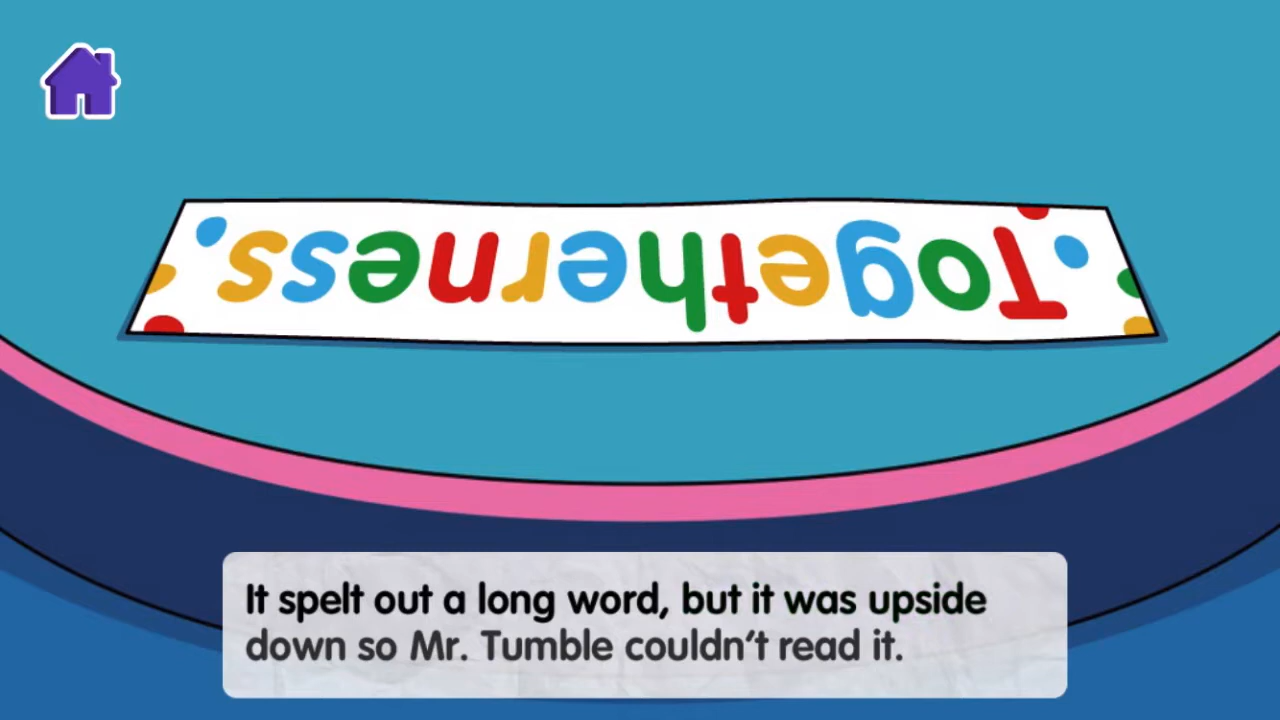 Togetherness.
It spelt out a long word, but it was upside
down so Mr. Tumble couldn't read it.